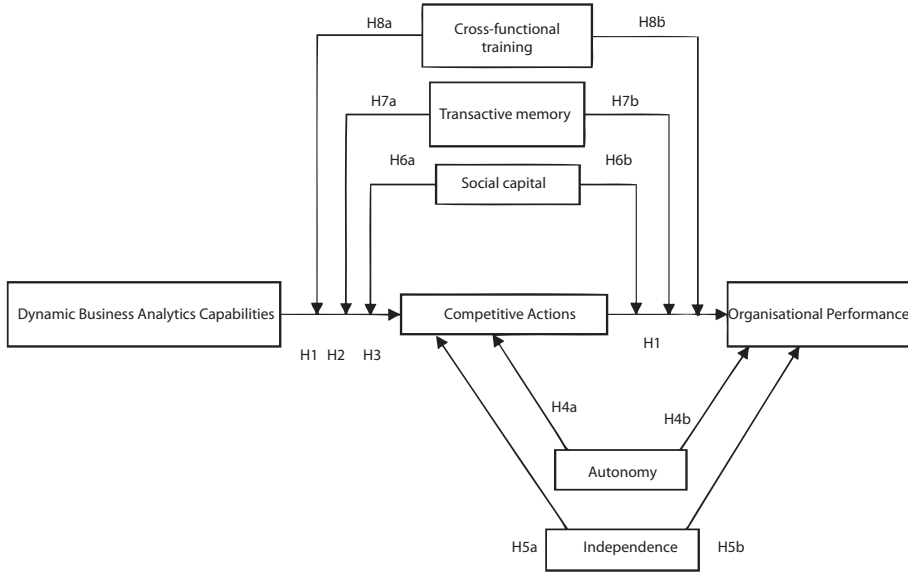 H8a
Cross-functional
training
H8b
H7a
Transactive memory
H7b
H6a
Social capital
H6b
Dynamic Business Analytics Capabilities
Competitive Actions
Organisational Performance
H1 H2 H3
H1
H4a
H4b
Autonomy
H5a
Independence
H5b